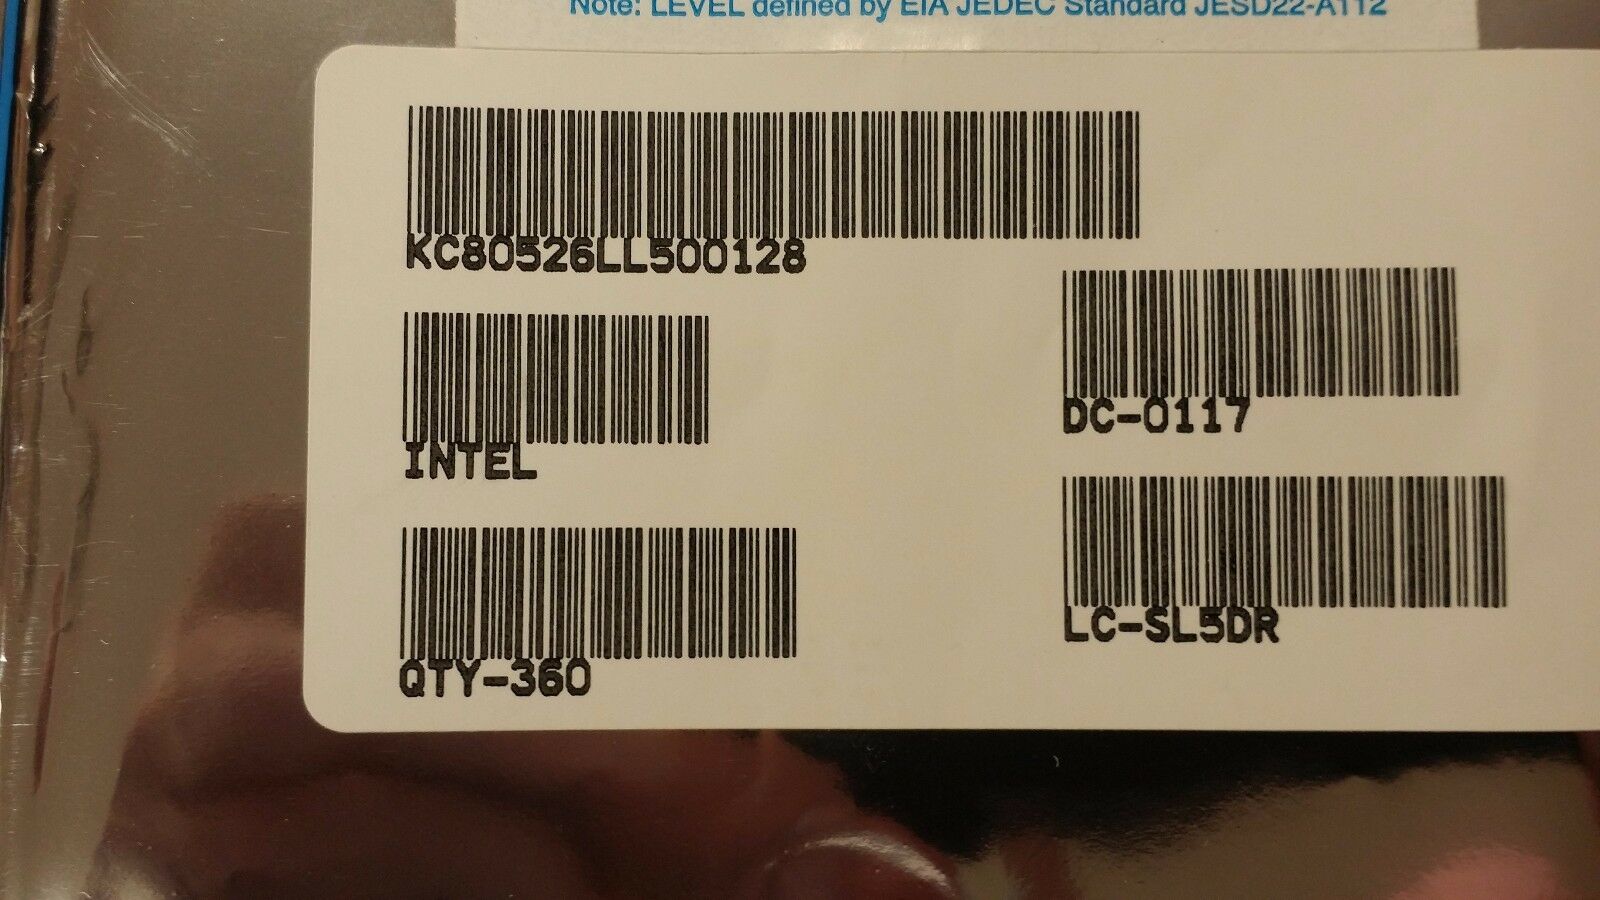 Note: LEVEL defined by EIA JEDEC Standard JESD22-A112
KC80526LL500128
INTEL
DC-0117
QTY-360
LC-SL5DR